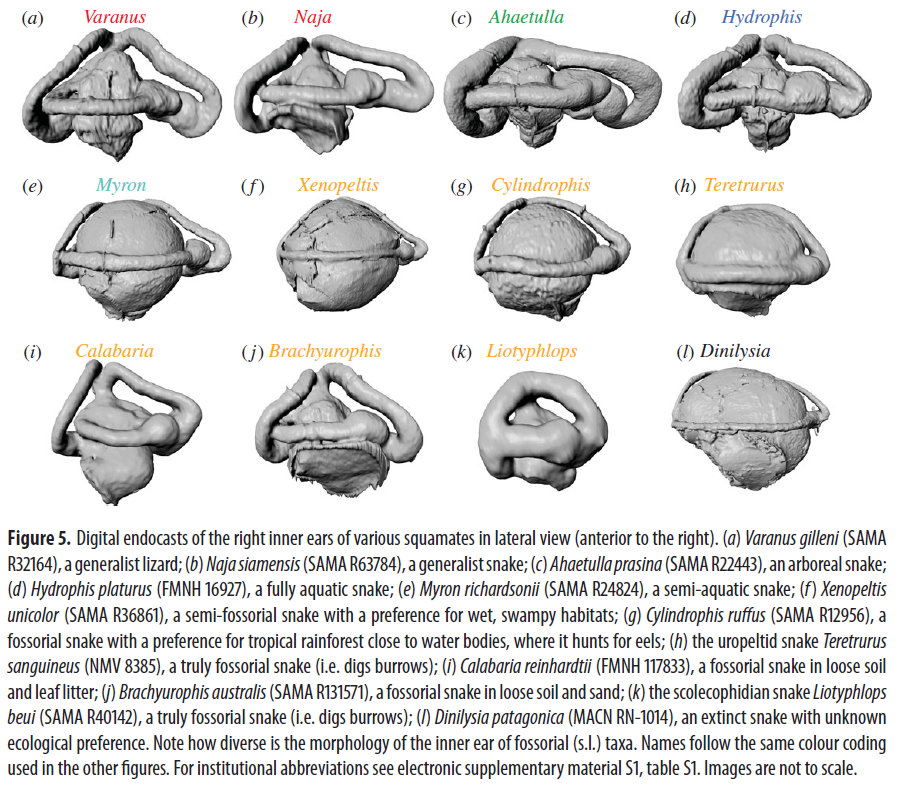 (a) Varanus (b) Naja (c) Ahaetulla (d) Hydrophis
(e) Myron (f) Xenopeltis (g) Cylindrophis (h) Teretrurus
(i) Calabaria (j) Brachyurophis (k) Liotyphlops (l) Dinilysia
Figure 5. Digital endocasts of the right inner ears of various squamates in lateral view (anterior to the right). (a) Varanus gilleni (SAMA
R32164), a generalist lizard; (b) Naja siamensis (SAMA R63784), a generalist snake; (c) Ahaetulla prasina (SAMA R22443), an arboreal snake;
(d) Hydrophis platurus (FMNH 16927), a fully aquatic snake; (e) Myron richardsonii (SAMA R24824), a semi-aquatic snake; (f) Xenopeltis
unicolor (SAMA R36861), a semi-fossorial snake with a preference for wet, swampy habitats; (g) Cylindrophis ruffus (SAMA R12956), a
fossorial snake with a preference for tropical rainforest close to water bodies, where it hunts for eels; (h) the uropeltid snake Teretrurus
sanguineus (NMV 8385), a truly fossorial snake (i.e. digs burrows); (i) Calabaria reinhardtii (FMNH 117833), a fossorial snake in loose soil
and leaf litter; (j) Brachyurophis australis (SAMA R131571), a fossorial snake in loose soil and sand; (k) the scolecophidian snake Liotyphlops
beui (SAMA R40142), a truly fossorial snake (i.e. digs burrows); (l) Dinilysia patagonica (MACN RN-1014), an extinct snake with unknown
ecological preference. Note how diverse is the morphology of the inner ear of fossorial (s.l.) taxa. Names follow the same colour coding
used in the other figures. For institutional abbreviations see electronic supplementary material S1, table S1. Images are not to scale.